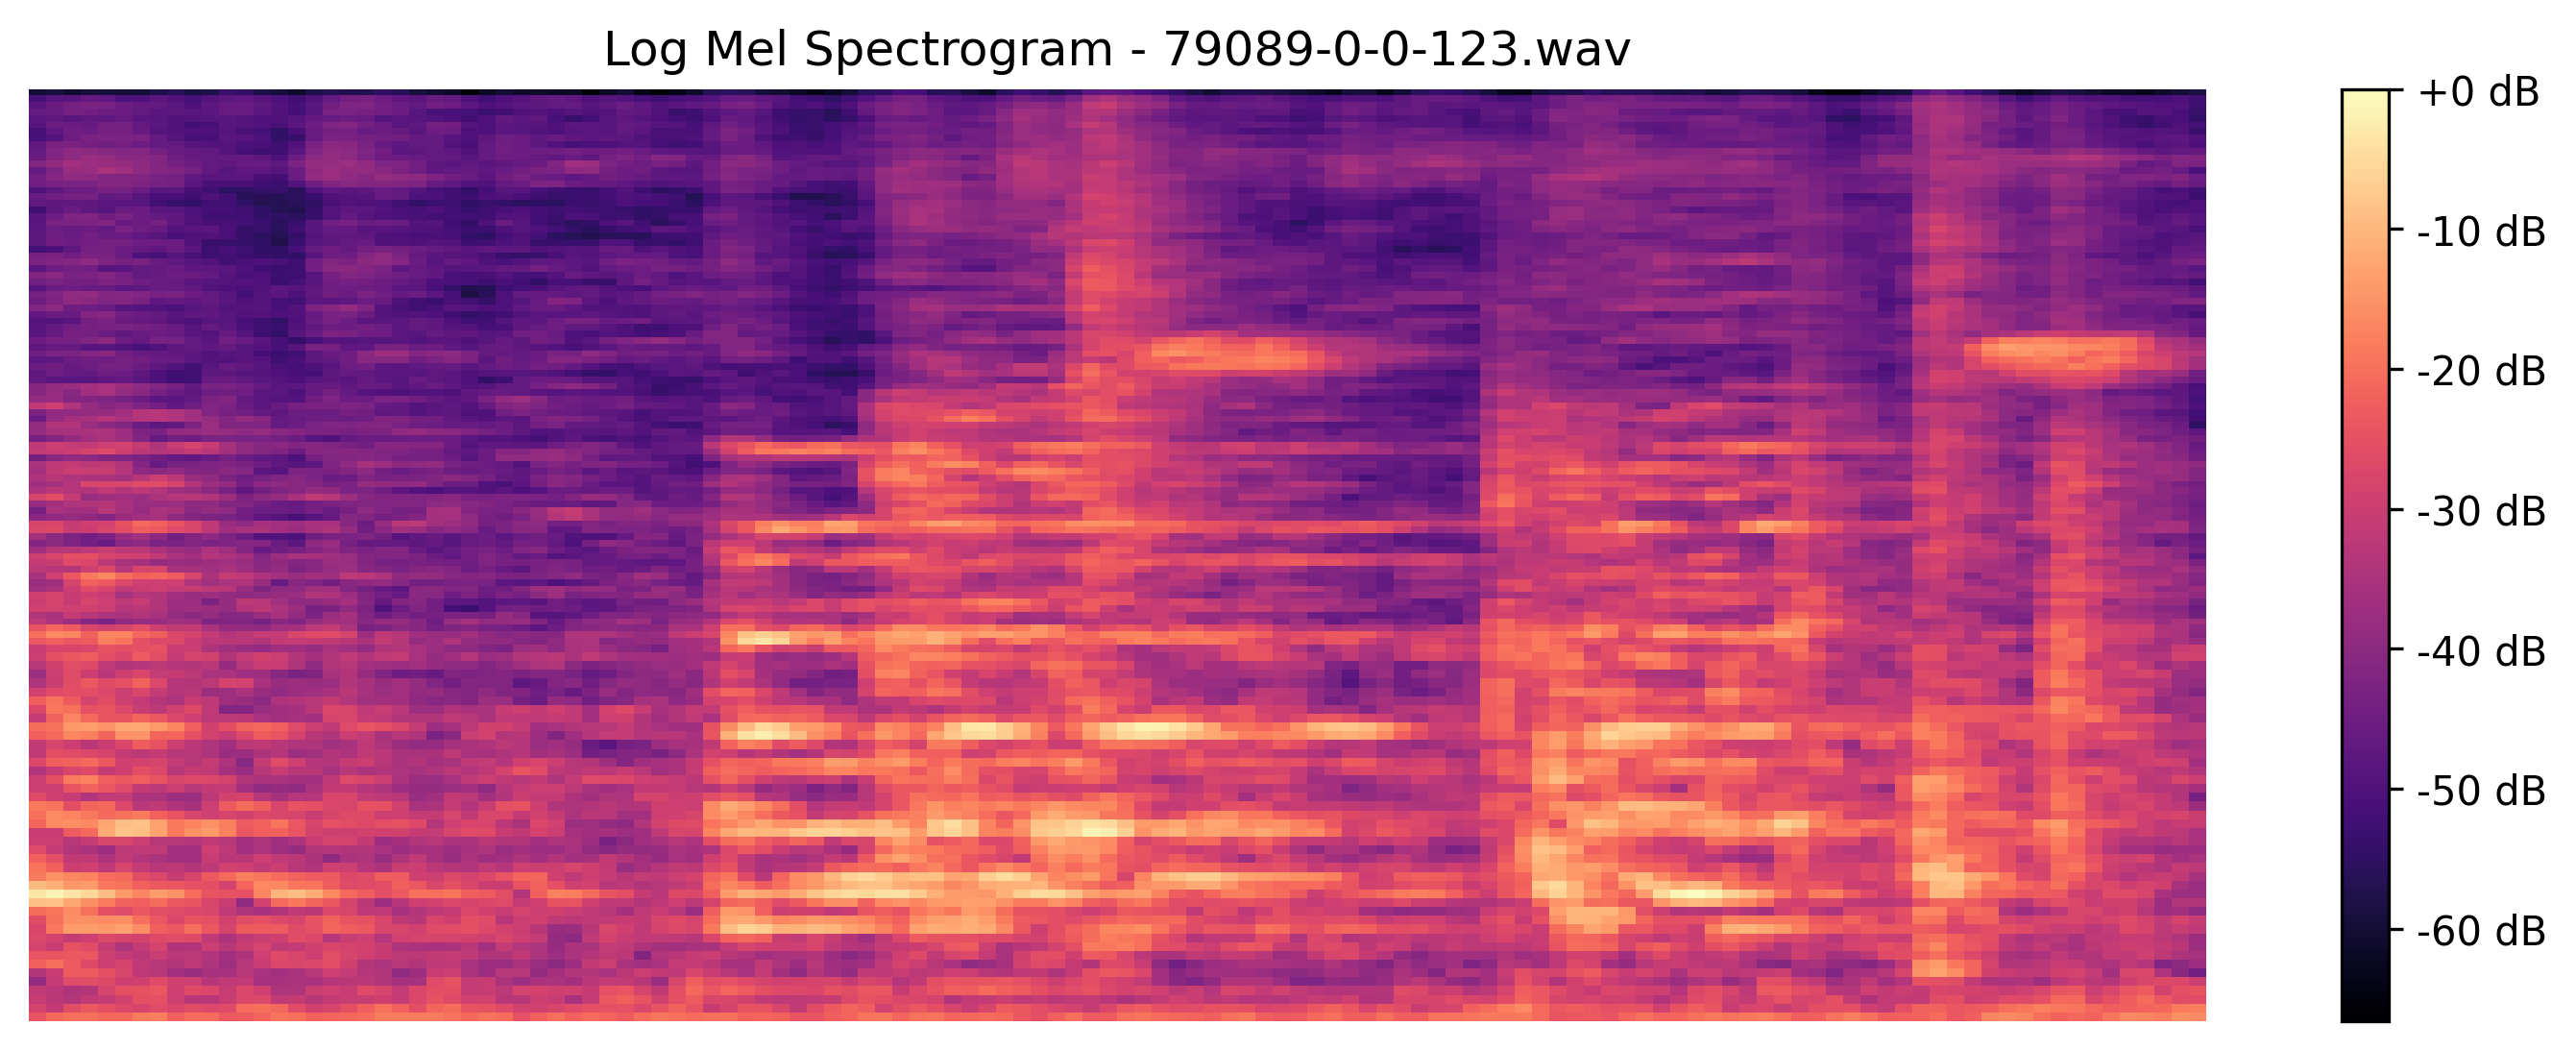 Log Mel Spectrogram - 79089-0-0-123.wav
+0 dB
-10 dB
-20 dB
-30 dB
-40 dB
-50 dB
-60 dB